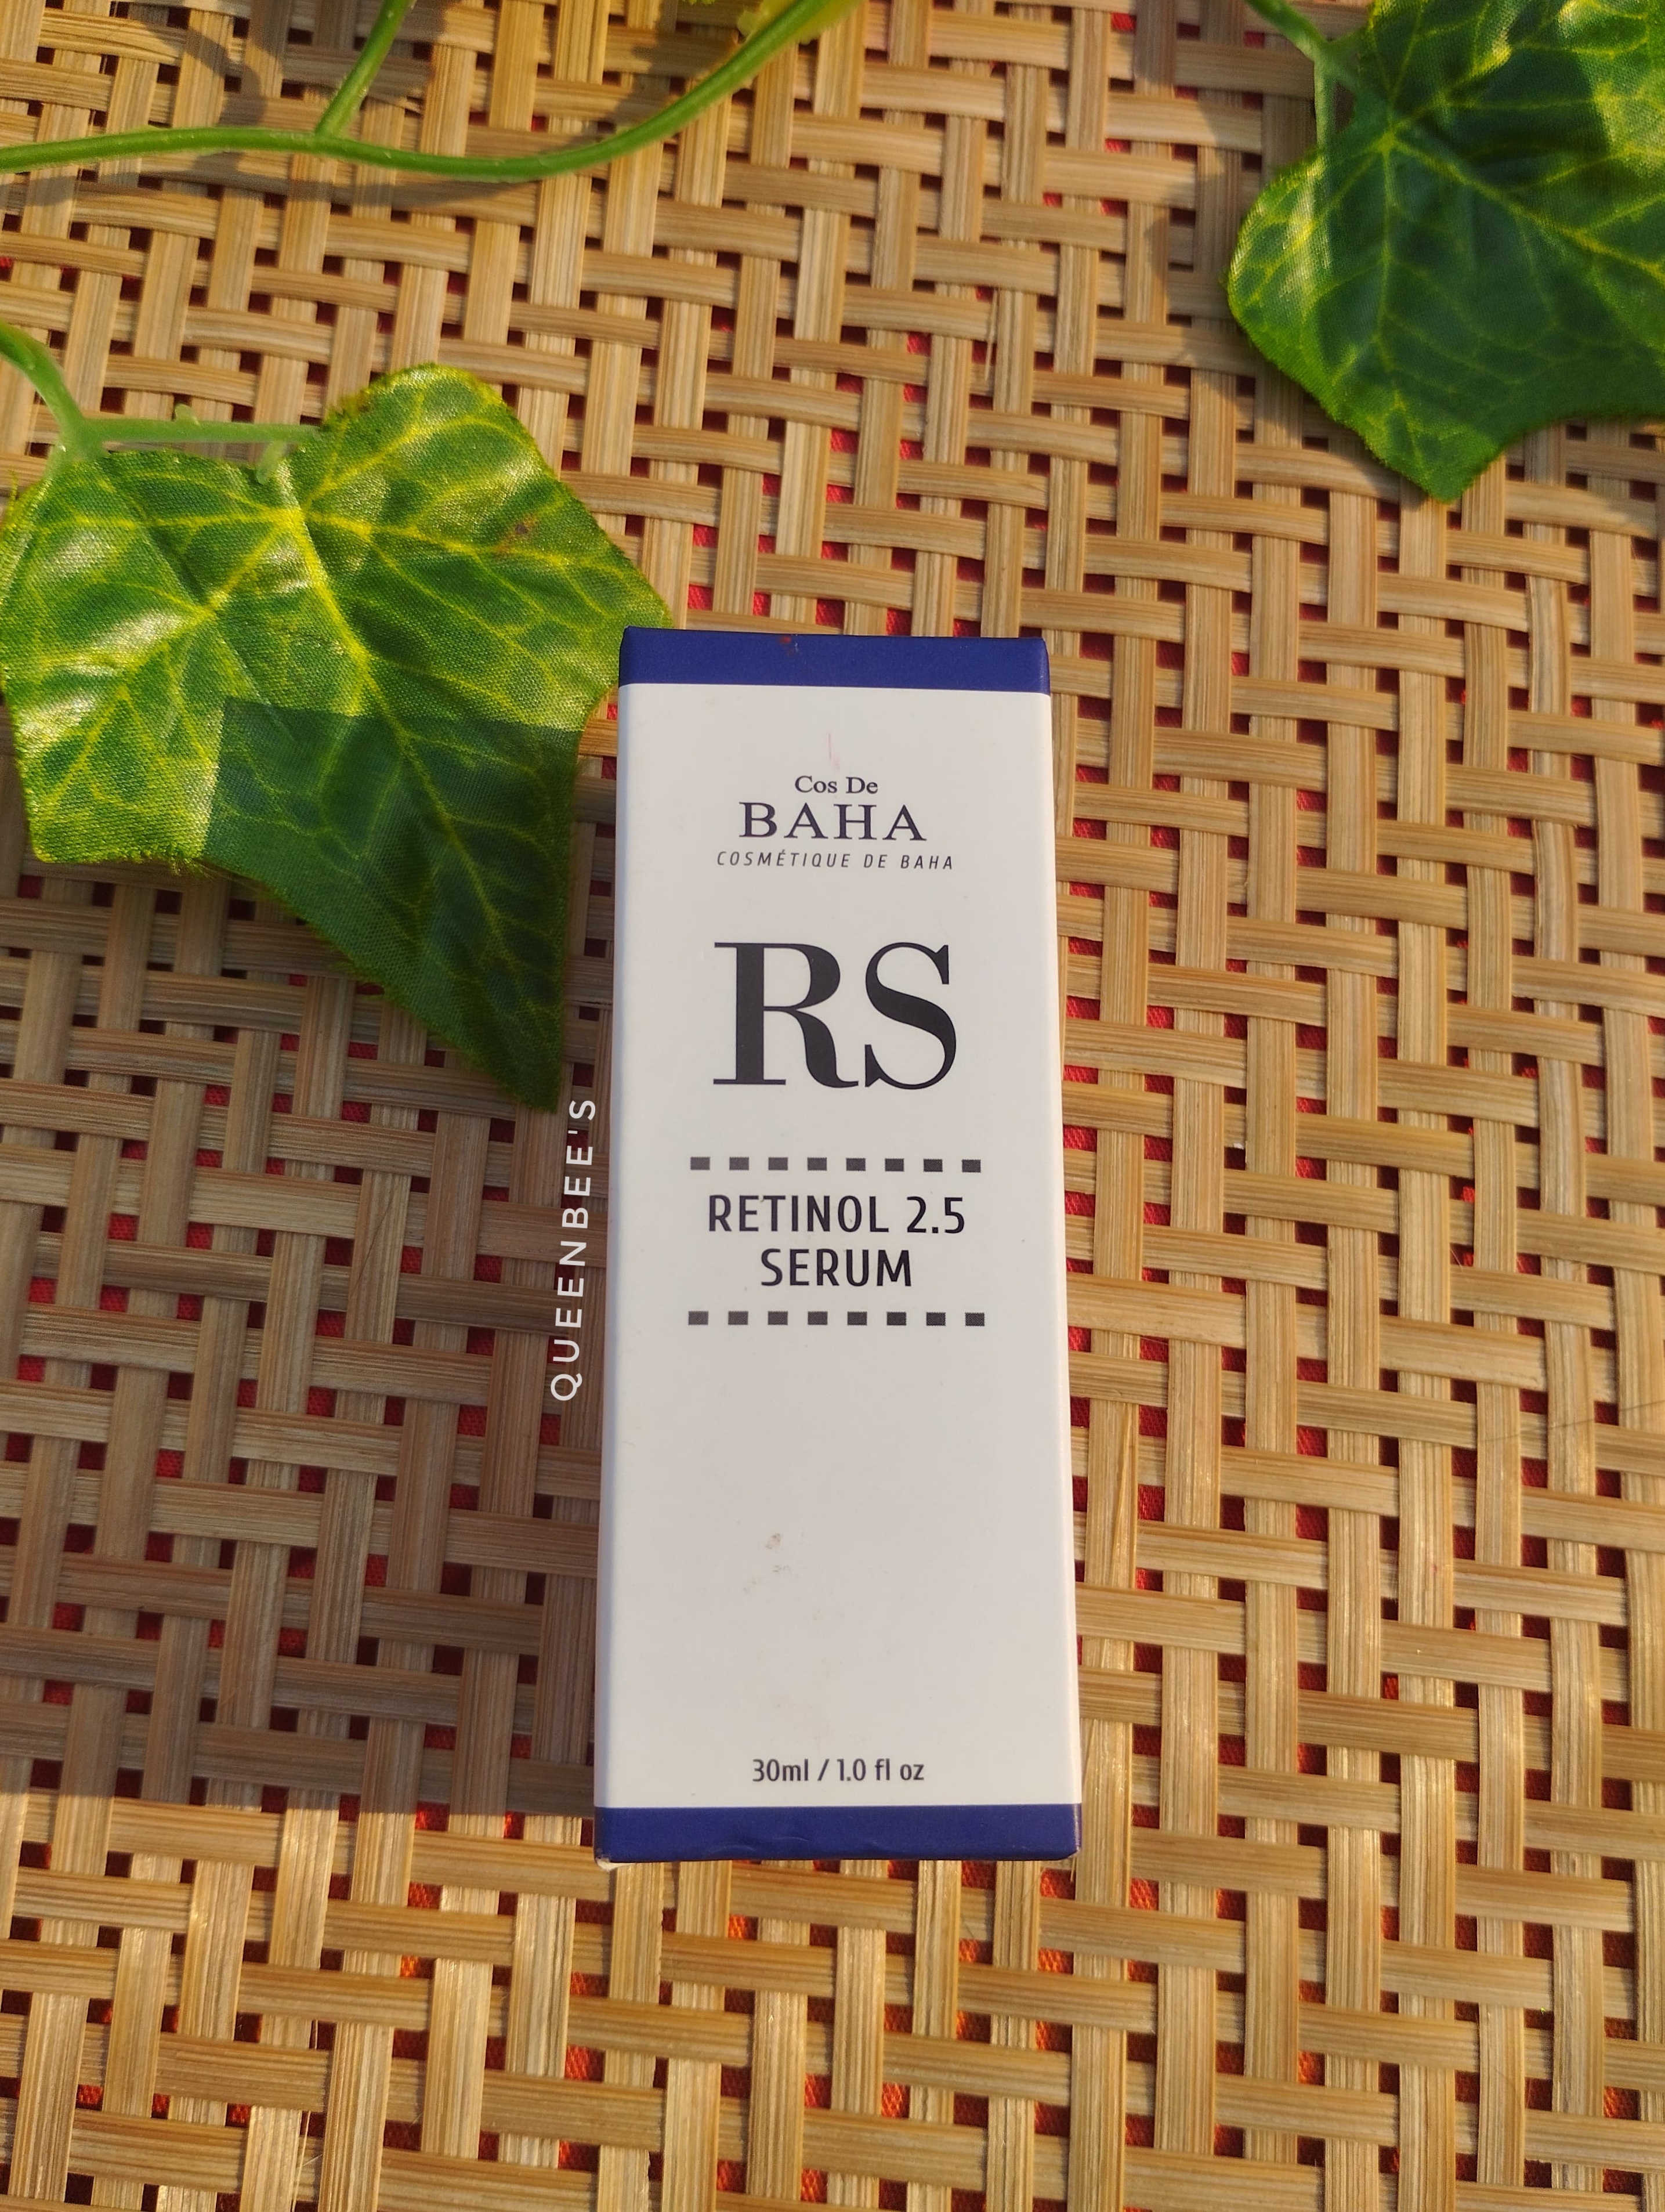 Cos De
BAHA
COSMÉTIQUE DE BAHA
RS
RETINOL 2.5
SERUM
30ml / 1.0 fl oz
QUEENBEE'S